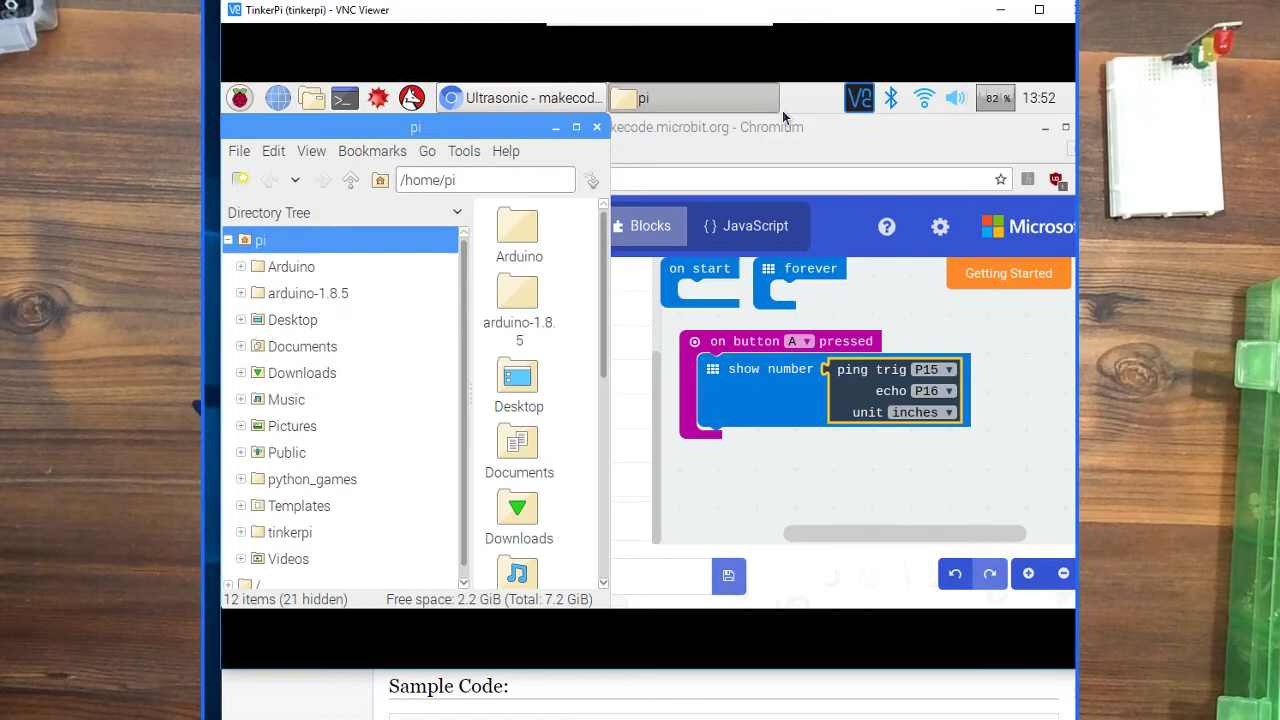 TinkerPi (tinkerpi) - VNC Viewer
Ultrasonic - makecod...
pi
82 %
13:52
pi
kecode.microbit.org - Chromium
File Edit View Bookmarks Go Tools Help
/home/pi
Directory Tree
pi
Arduino
arduino-1.8.5
Desktop
Documents
Downloads
Music
Pictures
Public
python_games
Templates
tinkerpi
Videos
/
Arduino
arduino-1.8.
5
Desktop
Documents
Downloads
12 items (21 hidden)
Free space: 2.2 GiB (Total: 7.2 GiB)
Blocks
{ } JavaScript
Microsof
Getting Started
on start
forever
on button A pressed
show number
ping trig P15
echo P16
unit inches
Sample Code: